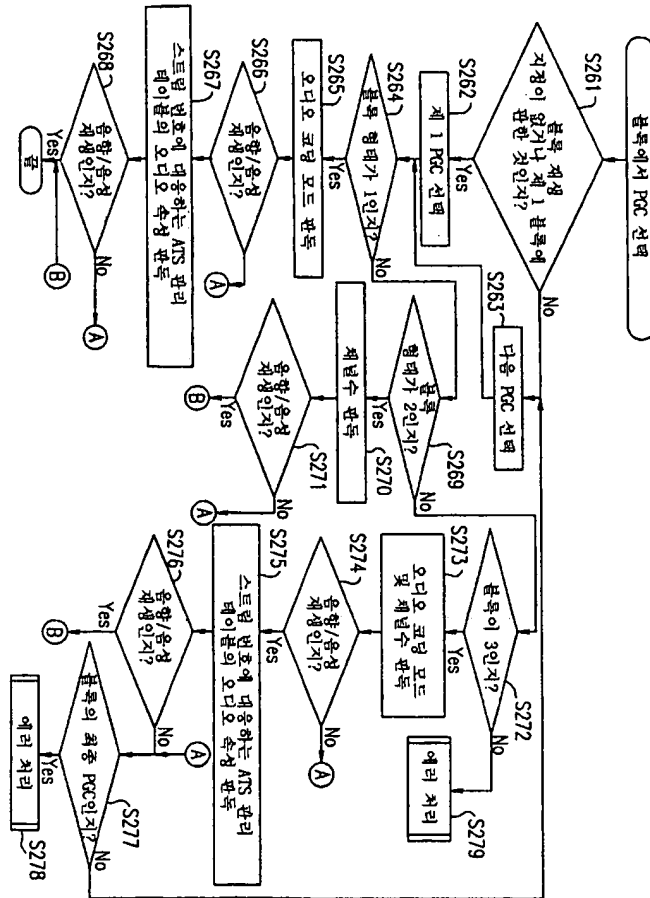 블록에서 PGC 선택
S261
블록 재생
지정이 없거나 제 1 블록에
관한 것인지?
Yes
No
S262
제 1 PGC 선택
S263
다음 PGC 선택
S264
블록 형태가 1인지?
Yes
No
S265
오디오 코딩 모드 판독
S266
음향/음성
재생인지?
A
S267
스트림 번호에 대응하는 ATS 관리
테이블의 오디오 속성 판독
S268
음향/음성
재생인지?
Yes
No
A
B
끝
블록
형태가 2인지?
S269
Yes
No
채널수 판독
S270
음향/음성
재생인지?
S271
Yes
No
B
A
블록이 3인지?
S272
Yes
No
S273
오디오 코딩 모드
및 채널수 판독
에러 처리
S279
S274
음향/음성
재생인지?
Yes
A
S275
스트림 번호에 대응하는 ATS 관리
테이블의 오디오 속성 판독
S276
음향/음성
재생인지?
Yes
No
B
A
블록의 최종 PGC인지?
S277
Yes
No
에러 처리
S278